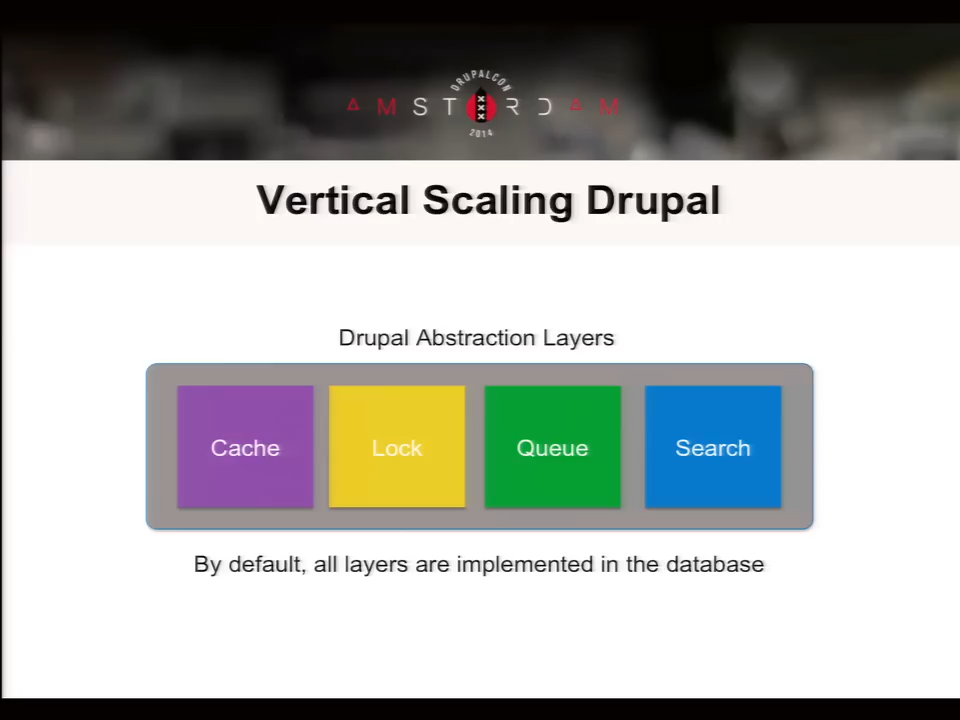 DRUPALCON
AMSTERDAM
2014
Vertical Scaling Drupal
Drupal Abstraction Layers
Cache Lock Queue Search
By default, all layers are implemented in the database